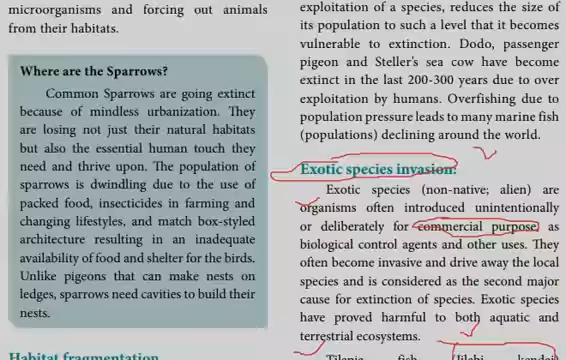 microorganisms and forcing out animals
from their habitats.
Where are the Sparrows?
Common Sparrows are going extinct
because of mindless urbanization. They
are losing not just their natural habitats
but also the essential human touch they
need and thrive upon. The population of
sparrows is dwindling due to the use of
packed food, insecticides in farming and
changing lifestyles, and match box-styled
architecture resulting in an inadequate
availability of food and shelter for the birds.
Unlike pigeons that can make nests on
ledges, sparrows need cavities to build their
nests.
Habitat fragmentation
exploitation of a species, reduces the size of
its population to such a level that it becomes
vulnerable to extinction. Dodo, passenger
pigeon and Steller's sea cow have become
extinct in the last 200-300 years due to over
exploitation by humans. Overfishing due to
population pressure leads to many marine fish
(populations) declining around the world.
Exotic species invasion:
Exotic species (non-native; alien) are
organisms often introduced unintentionally
or deliberately for commercial purpose, as
biological control agents and other uses. They
often become invasive and drive away the local
species and is considered as the second major
cause for extinction of species. Exotic species
have proved harmful to both aquatic and
terrestrial ecosystems.
Tilapia fish (Jilabi kendai)